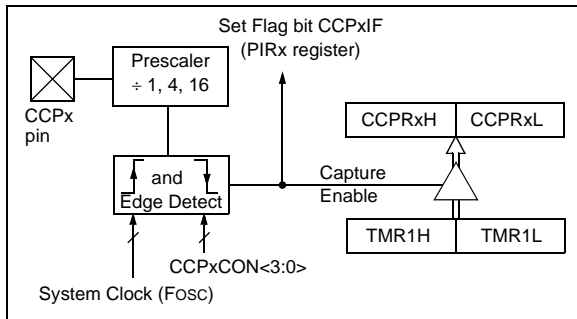 Set Flag bit CCPxIF
(PIRx register)
Prescaler
÷ 1, 4, 16
CCPx
pin
CCPRxH
CCPRxL
and
Edge Detect
Capture
Enable
TMR1H
TMR1L
CCPxCON<3:0>
System Clock (FOSC)